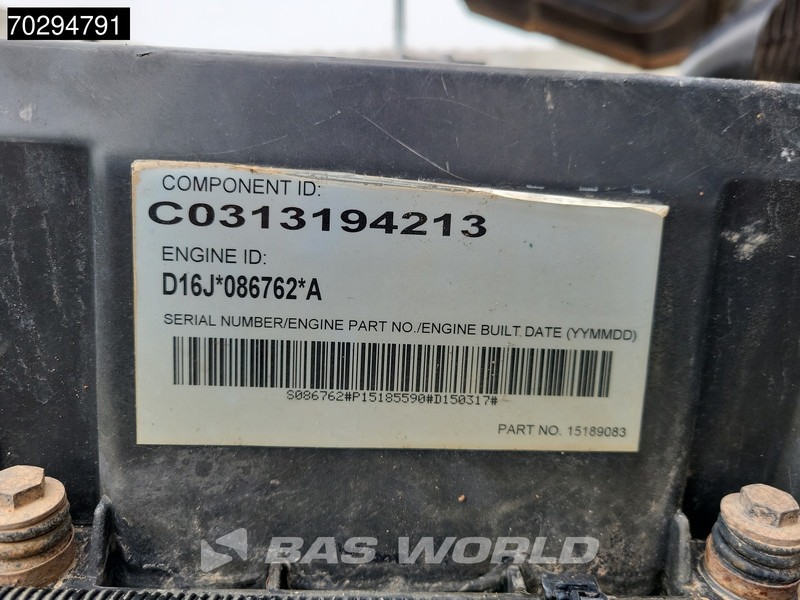 70294791
COMPONENT ID:
C0313194213
ENGINE ID:
D16J*086762*A
SERIAL NUMBER/ENGINE PART NO./ENGINE BUILT DATE (YYMMDD)
S086762#P15185590#D150317#
PART NO. 15189083
BAS WORLD